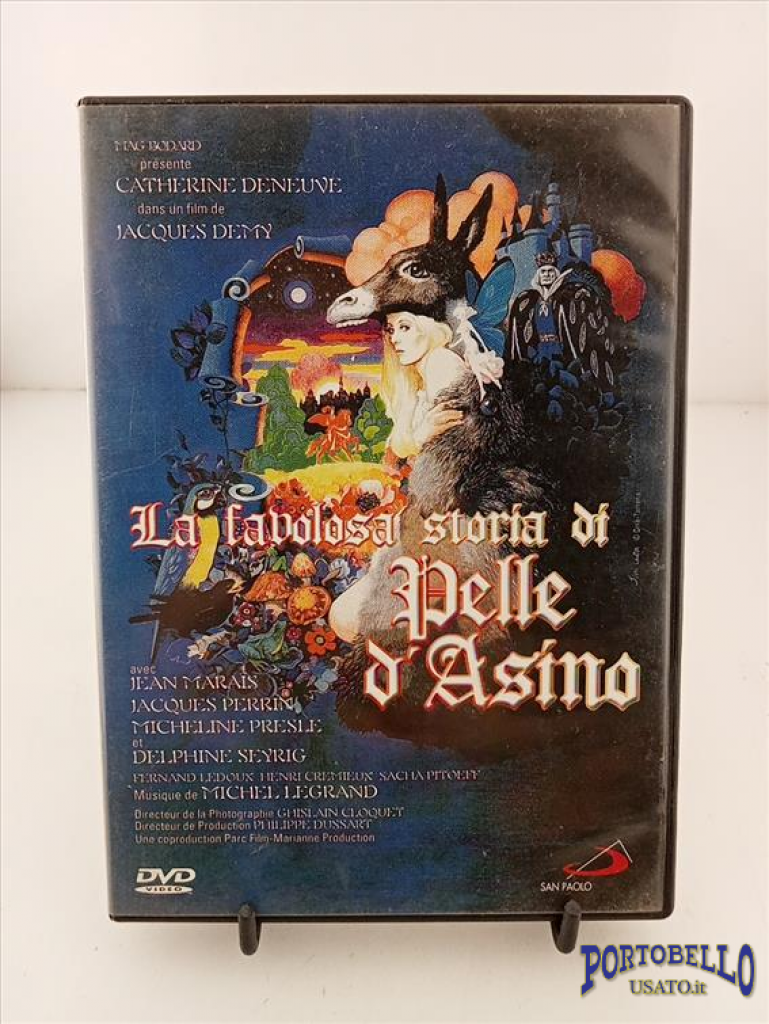 MAG BODARD
présente
CATHERINE DENEUVE
dans un film de
JACQUES DEMY
La favolosa storia di
Pelle
d'Asino
avec
JEAN MARAIS
JACQUES PERRIN
MICHELINE PRESLE
et
DELPHINE SEYRIG
FERNAND LEDOUX HENRI CREMIEUX SACHA PITOEFF
Musique de MICHEL LEGRAND
Directeur de la Photographie GHISLAIN CLOQUET
Directeur de Production PHILIPPE DUSSART
Une coproduction Parc Film-Marianne Production
DVD
VIDEO
SAN PAOLO
PORTOBELLO
USATO.it